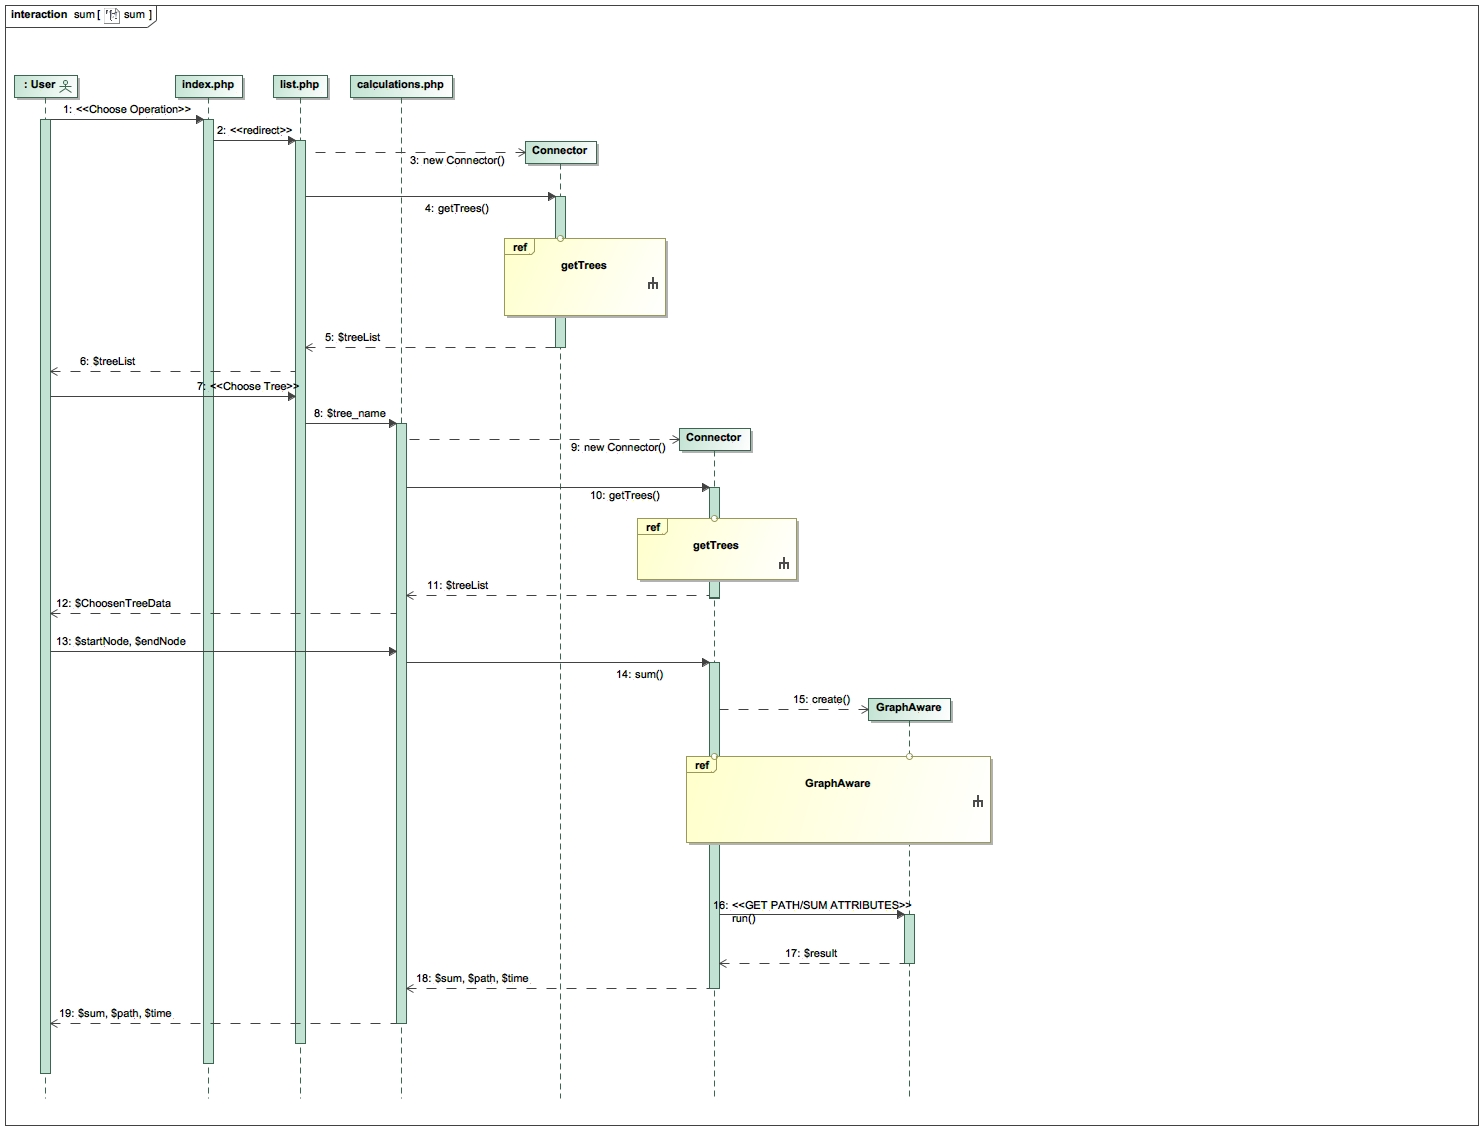 interaction sum [ sum ]
: User
index.php
list.php
calculations.php
1: <<Choose Operation>>
2: <<redirect>>
Connector
3: new Connector()
4: getTrees()
ref
getTrees
5: $treeList
6: $treeList
7: <<Choose Tree>>
8: $tree_name
Connector
9: new Connector()
10: getTrees()
ref
getTrees
11: $treeList
12: $ChoosenTreeData
13: $startNode, $endNode
14: sum()
15: create()
GraphAware
ref
GraphAware
16: <<GET PATH/SUM ATTRIBUTES>>
run()
17: $result
18: $sum, $path, $time
19: $sum, $path, $time